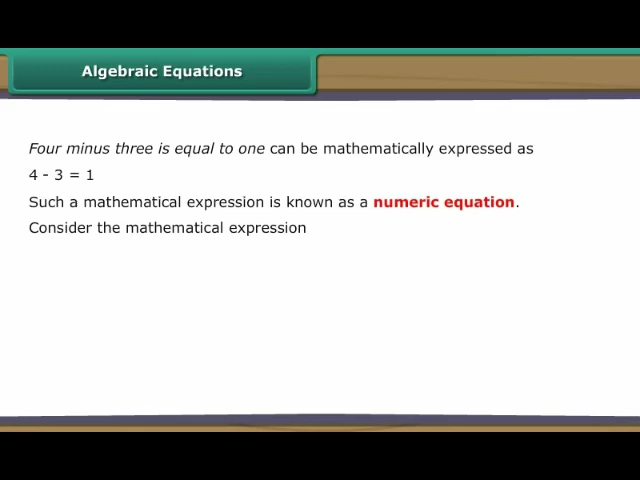 Algebraic Equations
Four minus three is equal to one can be mathematically expressed as
4 - 3 = 1
Such a mathematical expression is known as a numeric equation.
Consider the mathematical expression